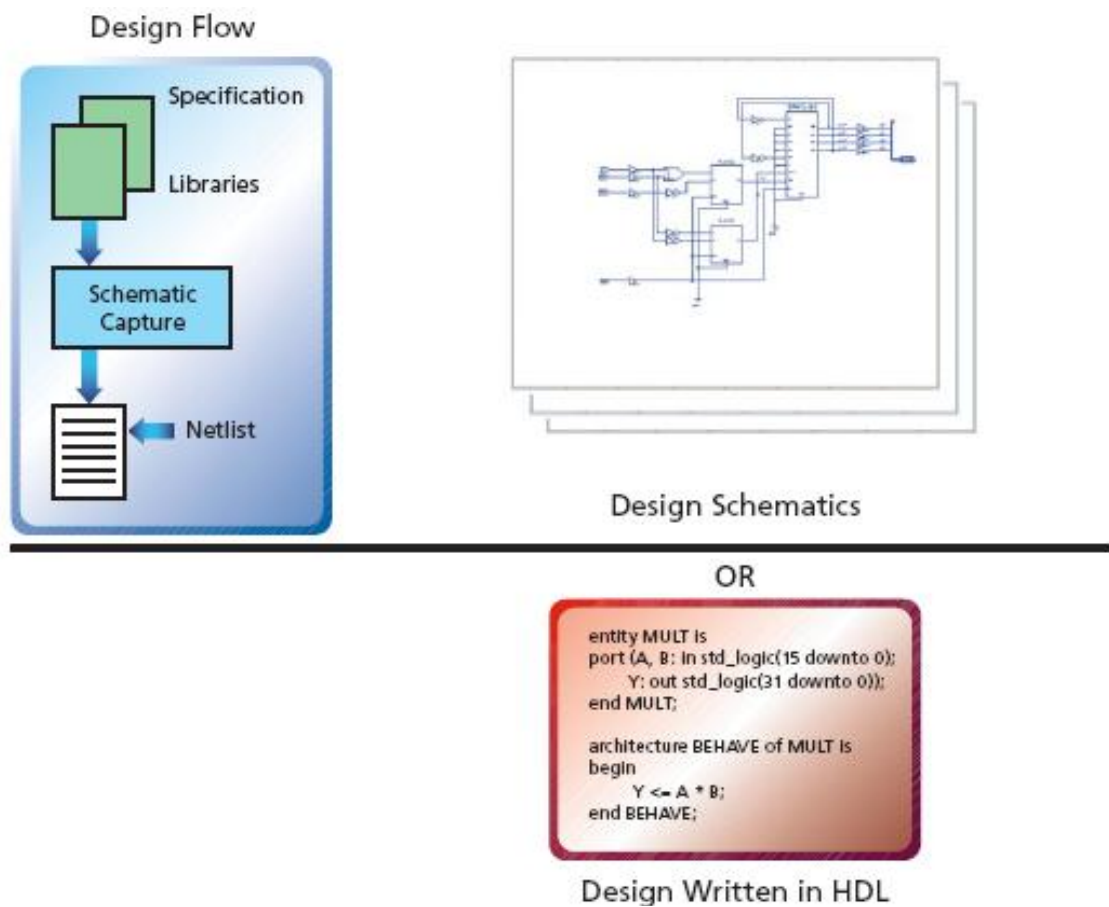 Design Flow
Specification
Libraries
Schematic
Capture
Netlist
Design Schematics
OR
entity MULT is
port (A, B: in std_logic(15 downto 0);
Y: out std_logic(31 downto 0));
end MULT;
architecture BEHAVE of MULT is
begin
Y <= A * B;
end BEHAVE;
Design Written in HDL